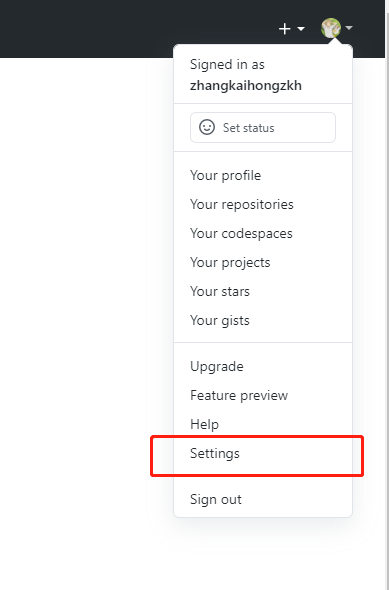 Signed in as
zhangkaihongzkh
Set status
Your profile
Your repositories
Your codespaces
Your projects
Your stars
Your gists
Upgrade
Feature preview
Help
Settings
Sign out